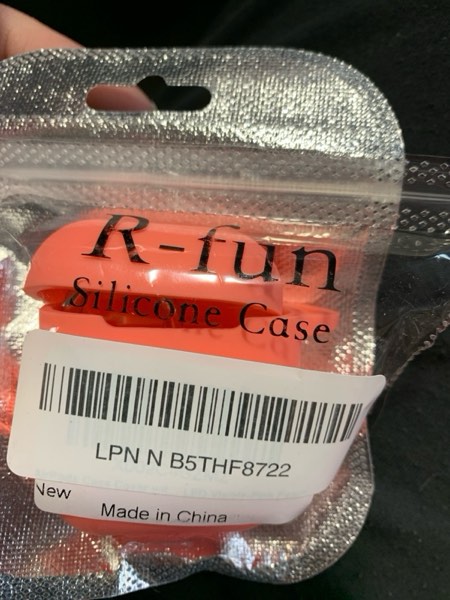 R-fun
Silicone Case
LPN N B5THF8722
New
Made in China